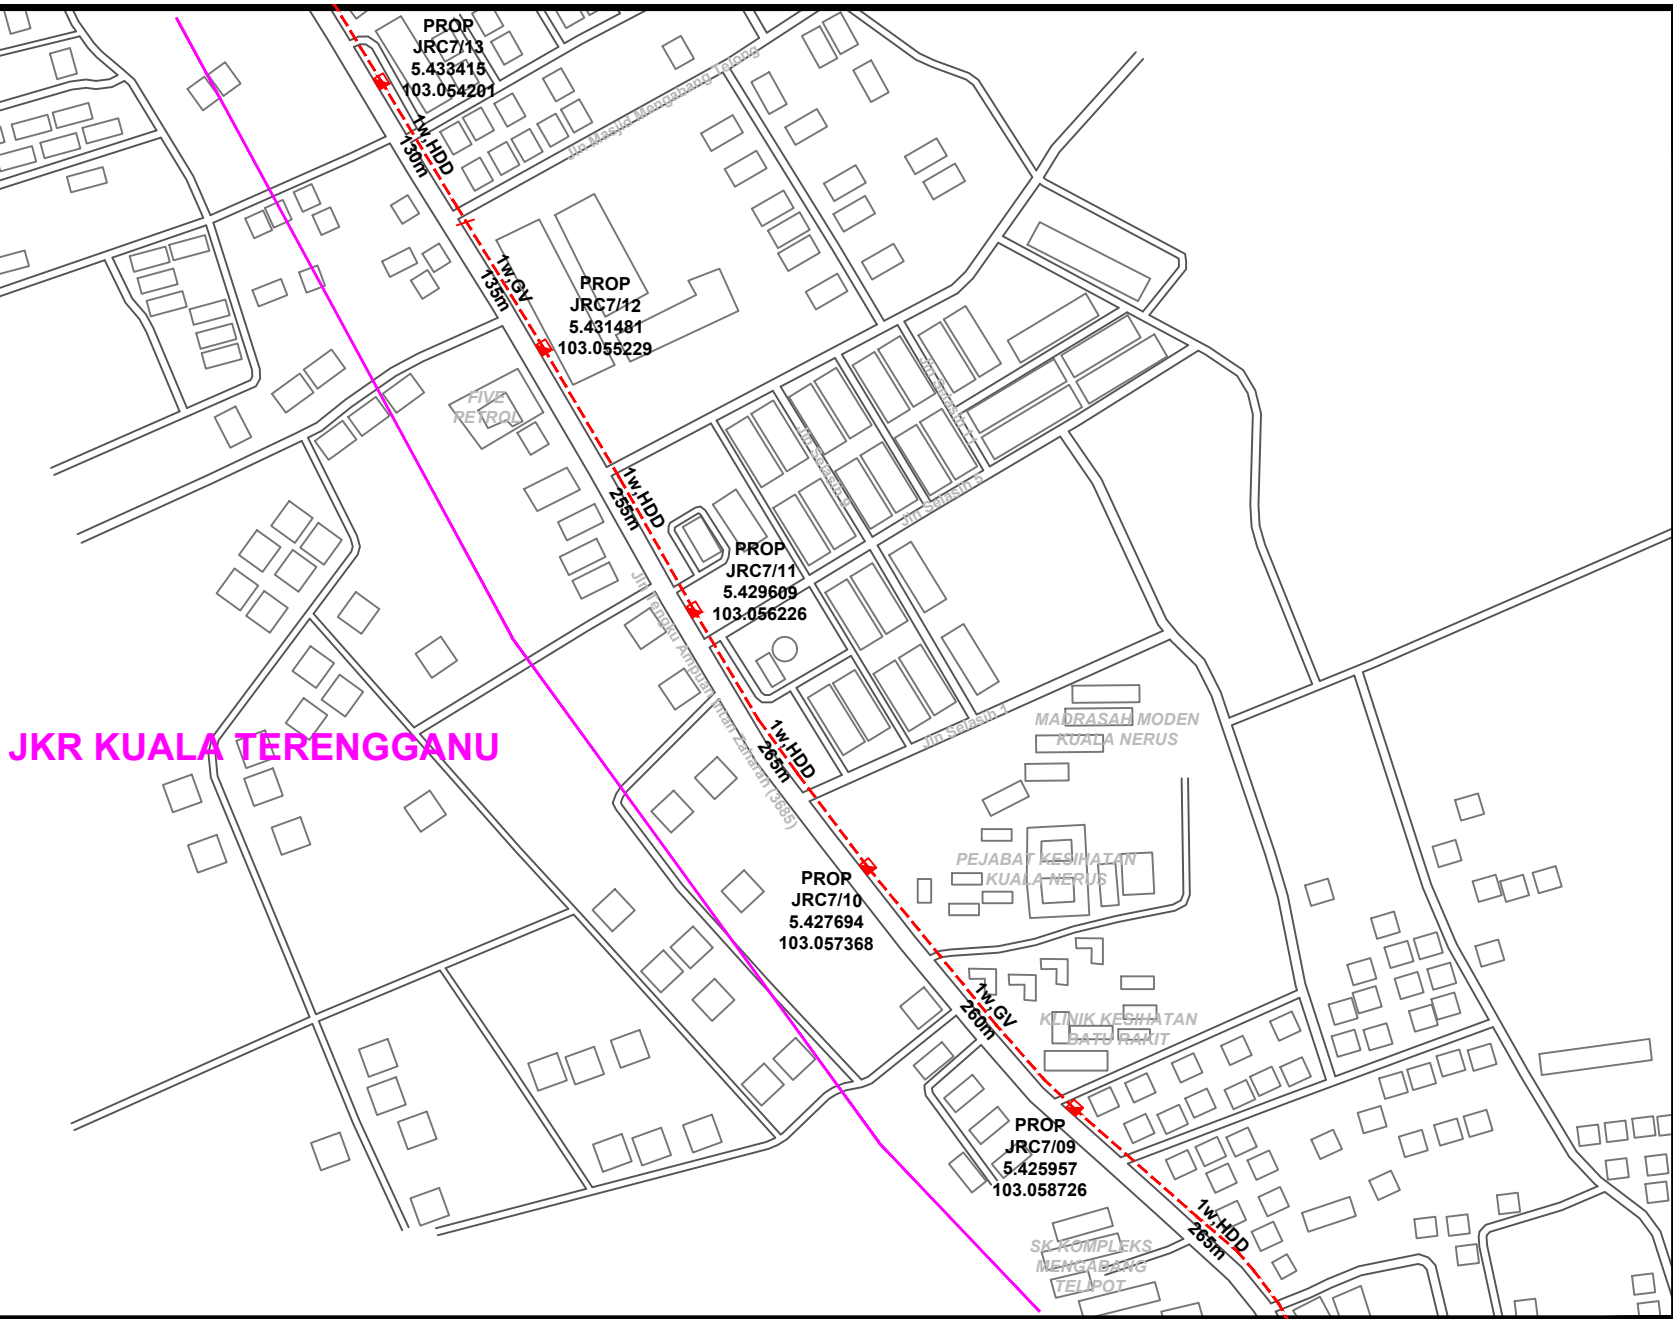 PROP
JRC7/13
5.433415
103.054201
Jln Masjid Mengabang Telong
1w,HDD
130m
1w,GV
135m
PROP
JRC7/12
5.431481
103.055229
FIVE
PETROL
Jln Selasih 11
Jln Selasih 9
Jln Selasih 5
1w,HDD
255m
PROP
JRC7/11
5.429609
103.056226
Jln Tengku Ampuan Intan Zaharah (3685)
JKR KUALA TERENGGANU
Jln Selasih 1
MADRASAH MODEN
KUALA NERUS
1w,HDD
265m
PEJABAT KESIHATAN
KUALA NERUS
PROP
JRC7/10
5.427694
103.057368
1w,GV
260m
KLINIK KESIHATAN
BATU RAKIT
PROP
JRC7/09
5.425957
103.058726
1w,HDD
265m
SK KOMPLEKS
MENGABANG
TELIPOT